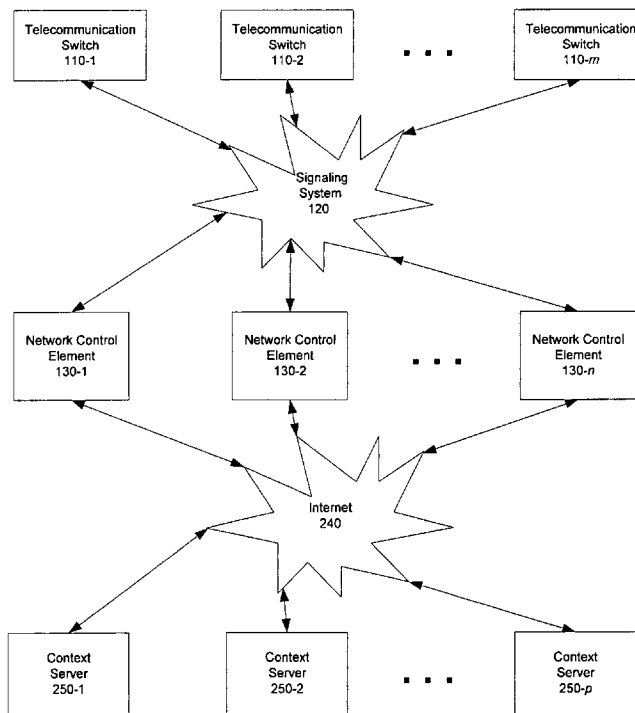 Telecommunication
Switch
110-1
Telecommunication
Switch
110-2
Telecommunication
Switch
110-m
Signaling
System
120
Network Control
Element
130-1
Network Control
Element
130-2
Network Control
Element
130-n
Internet
240
Context
Server
250-1
Context
Server
250-2
Context
Server
250-p